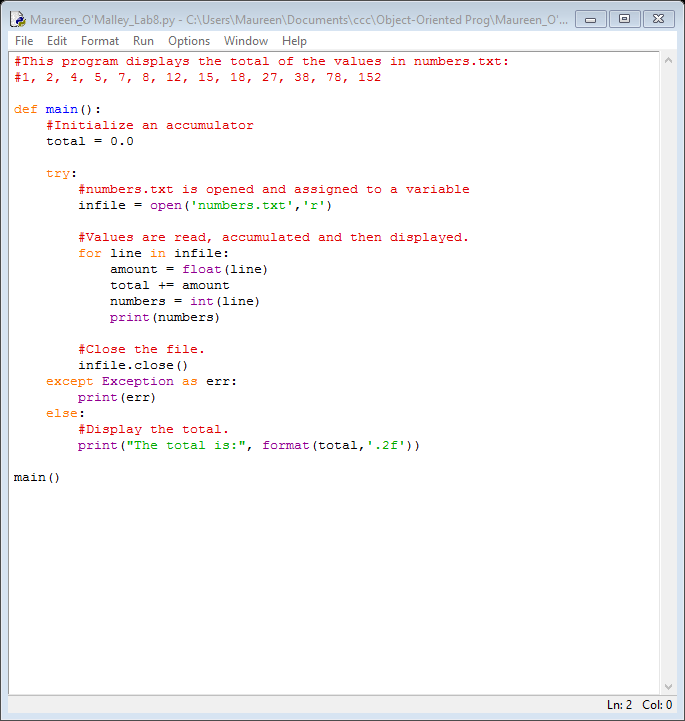 Maureen_O'Malley_Lab8.py - C:\Users\Maureen\Documents\ccc\Object-Oriented Prog\Maureen_O'...
File Edit Format Run Options Window Help
#This program displays the total of the values in numbers.txt:
#1, 2, 4, 5, 7, 8, 12, 15, 18, 27, 38, 78, 152
def main():
    #Initialize an accumulator
    total = 0.0
    try:
        #numbers.txt is opened and assigned to a variable
        infile = open('numbers.txt','r')
        #Values are read, accumulated and then displayed.
        for line in infile:
            amount = float(line)
            total += amount
            numbers = int(line)
            print(numbers)
        #Close the file.
        infile.close()
    except Exception as err:
        print(err)
    else:
        #Display the total.
        print("The total is:", format(total,'.2f'))
main()
Ln: 2 Col: 0